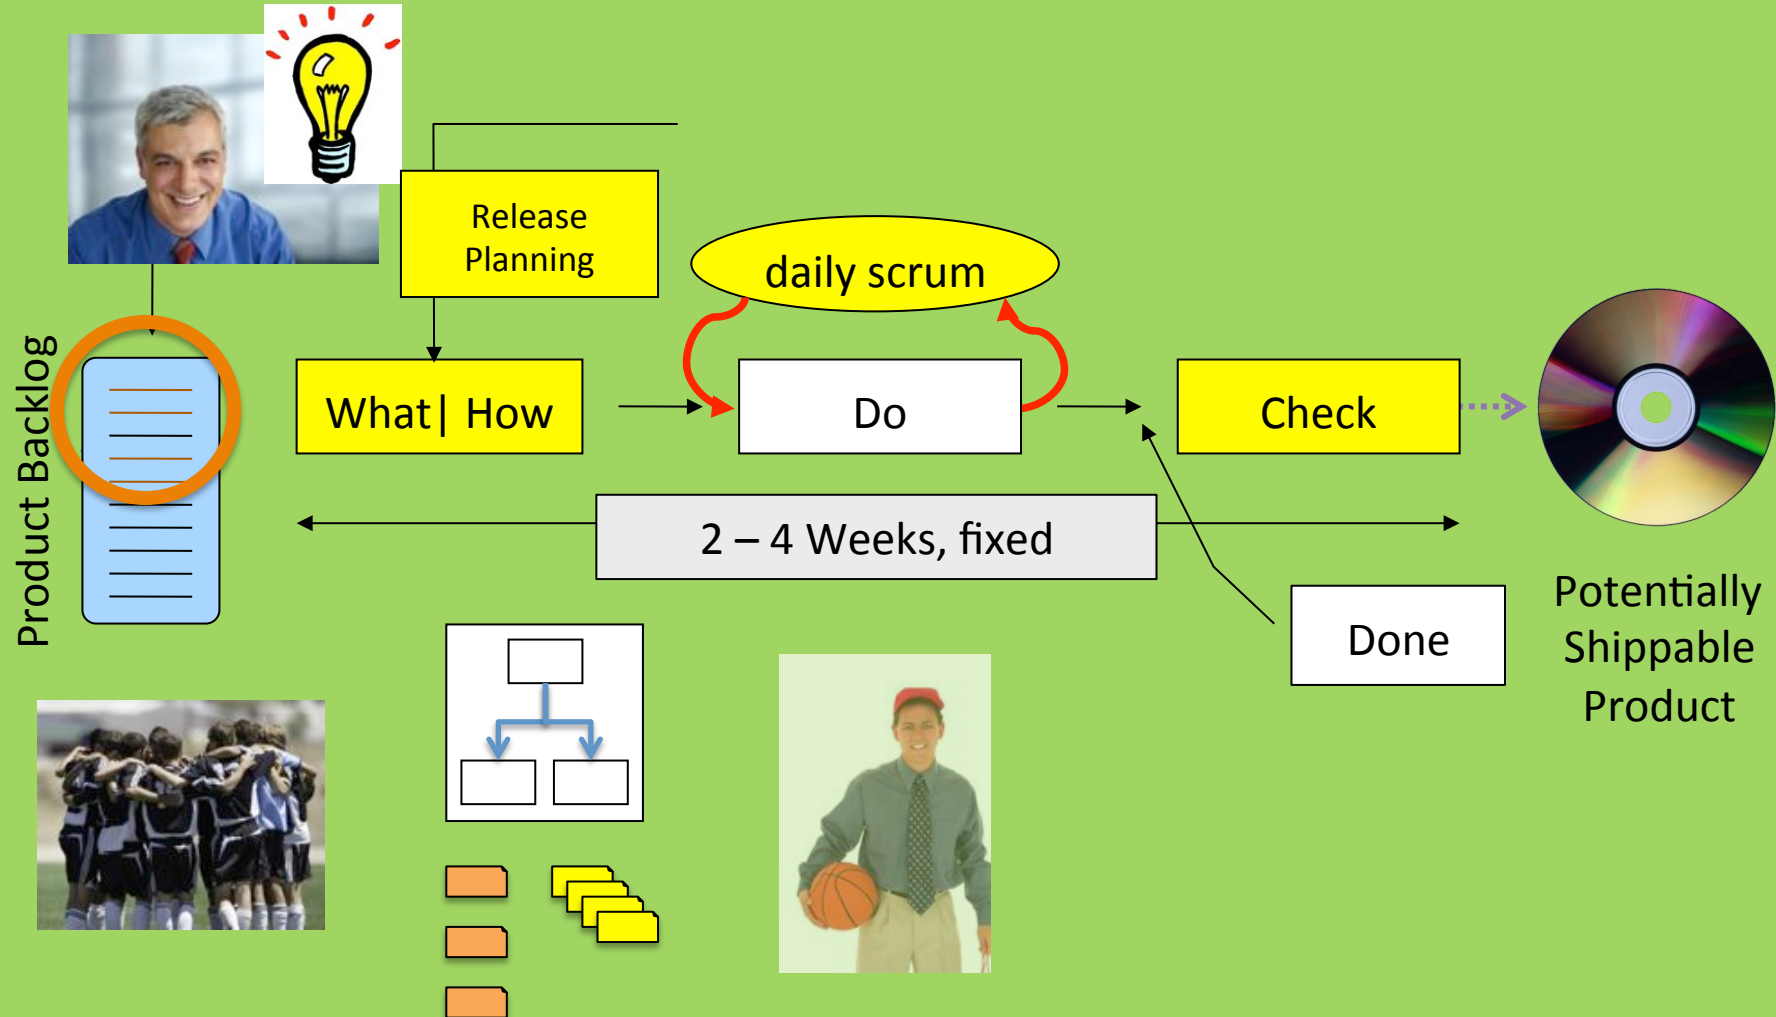 Release
Planning
daily scrum
Product Backlog
What| How
Do
Check
2 – 4 Weeks, fixed
Done
Potentially
Shippable
Product